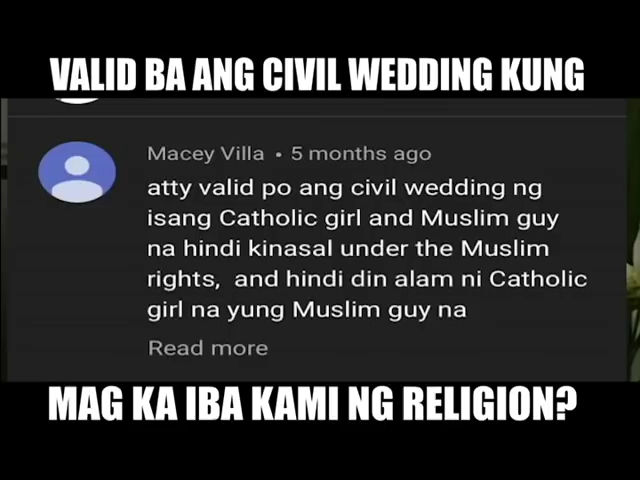 VALID BA ANG CIVIL WEDDING KUNG
Macey Villa • 5 months ago
atty valid po ang civil wedding ng
isang Catholic girl and Muslim guy
na hindi kinasal under the Muslim
rights, and hindi din alam ni Catholic
girl na yung Muslim guy na
Read more
MAG KA IBA KAMI NG RELIGION?